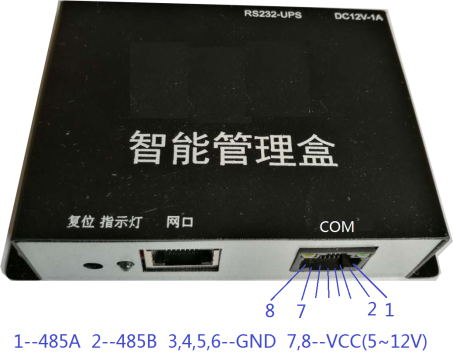 RS232-UPS DC12V-1A
智能管理盒
复位 指示灯 网口
COM
8 7 2 1
1--485A 2--485B 3,4,5,6--GND 7,8--VCC(5~12V)